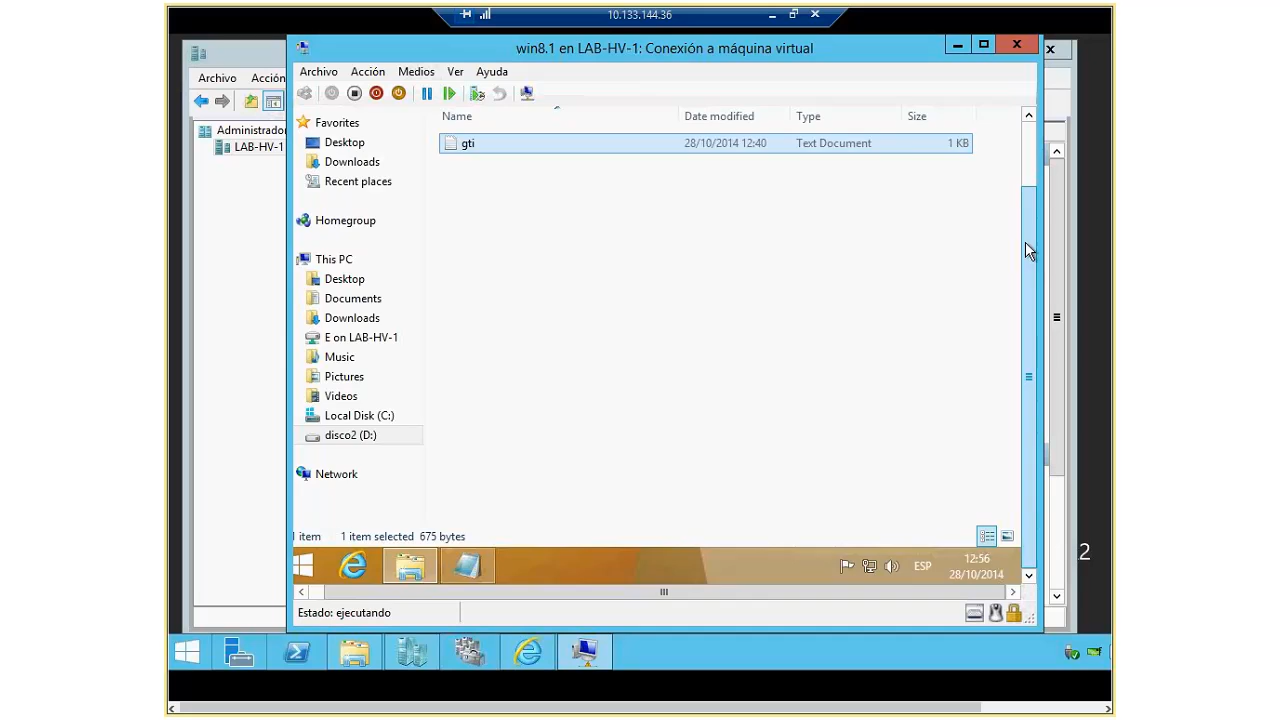 10.133.144.36
win8.1 en LAB-HV-1: Conexión a máquina virtual
Archivo Acción
Archivo Acción Medios Ver Ayuda
Administrador
LAB-HV-1
Favorites
Desktop
Downloads
Recent places
Homegroup
This PC
Desktop
Documents
Downloads
E on LAB-HV-1
Music
Pictures
Videos
Local Disk (C:)
disco2 (D:)
Network
Name Date modified Type Size
gti 28/10/2014 12:40 Text Document 1 KB
1 item 1 item selected 675 bytes
ESP
12:56
28/10/2014
Estado: ejecutando